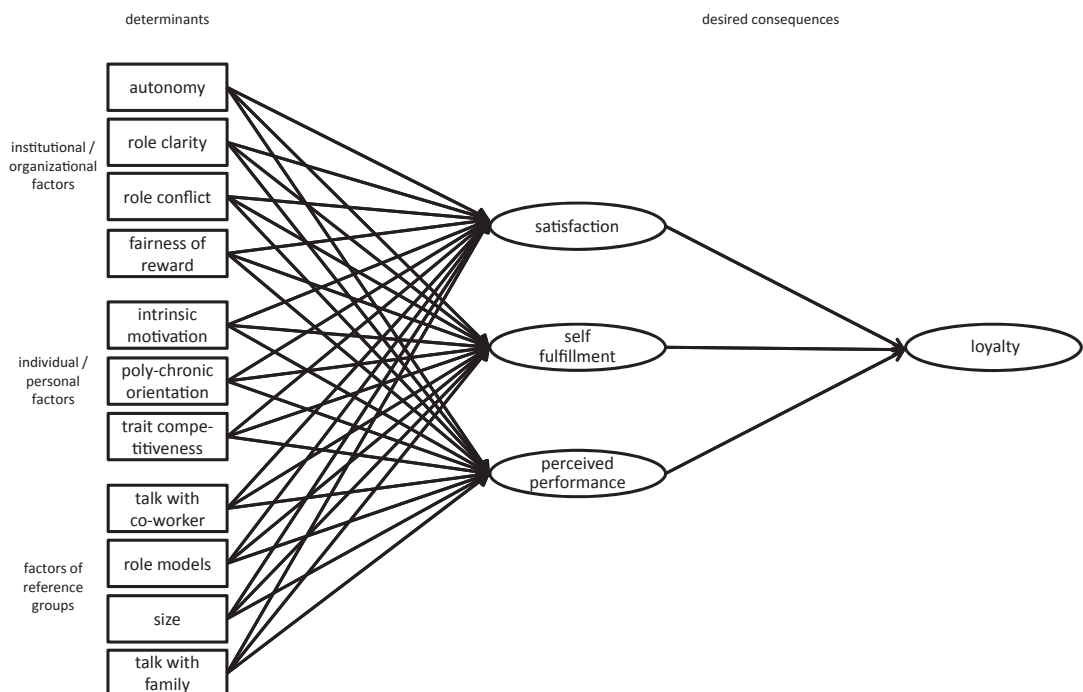 determinants
desired consequences
autonomy
role clarity
institutional /
organizational
factors
role conflict
fairness of
reward
satisfaction
intrinsic
motivation
individual /
personal
factors
poly-chronic
orientation
trait compe-
titiveness
self
fulfillment
loyalty
perceived
performance
talk with
co-worker
role models
factors of
reference
groups
size
talk with
family